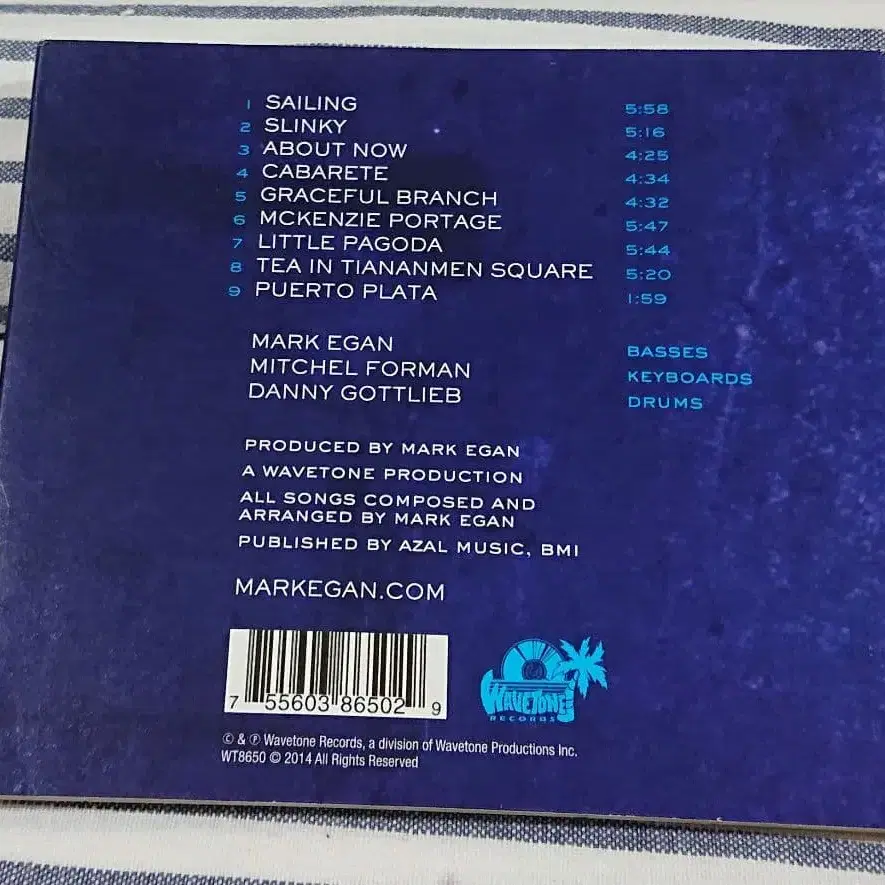 1 SAILING 5:58
2 SLINKY 5:16
3 ABOUT NOW 4:25
4 CABARETE 4:34
5 GRACEFUL BRANCH 4:32
6 MCKENZIE PORTAGE 5:47
7 LITTLE PAGODA 5:44
8 TEA IN TIANANMEN SQUARE 5:20
9 PUERTO PLATA 1:59
MARK EGAN BASSES
MITCHEL FORMAN KEYBOARDS
DANNY GOTTLIEB DRUMS
PRODUCED BY MARK EGAN
A WAVETONE PRODUCTION
ALL SONGS COMPOSED AND
ARRANGED BY MARK EGAN
PUBLISHED BY AZAL MUSIC, BMI
MARKEGAN.COM
7 55603 86502 9
WAVETONE
RECORDS
© & ℗ Wavetone Records, a division of Wavetone Productions Inc.
WT8650 © 2014 All Rights Reserved